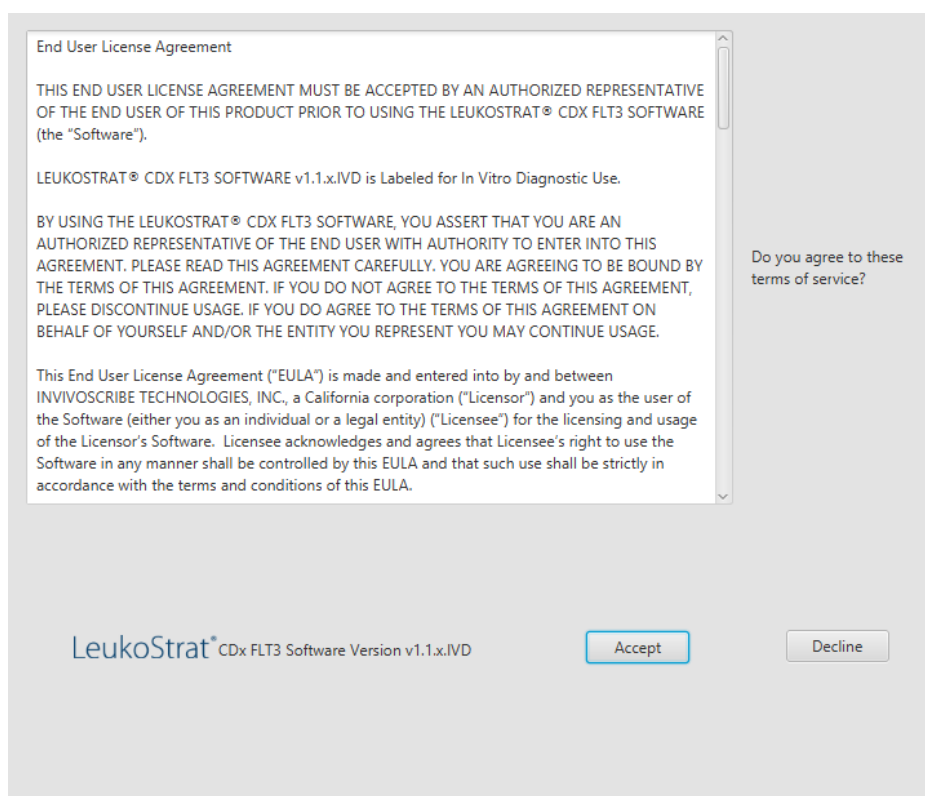 End User License Agreement
THIS END USER LICENSE AGREEMENT MUST BE ACCEPTED BY AN AUTHORIZED REPRESENTATIVE
OF THE END USER OF THIS PRODUCT PRIOR TO USING THE LEUKOSTRAT® CDX FLT3 SOFTWARE
(the “Software”).
LEUKOSTRAT® CDX FLT3 SOFTWARE v1.1.x.IVD is Labeled for In Vitro Diagnostic Use.
BY USING THE LEUKOSTRAT® CDX FLT3 SOFTWARE, YOU ASSERT THAT YOU ARE AN
AUTHORIZED REPRESENTATIVE OF THE END USER WITH AUTHORITY TO ENTER INTO THIS
AGREEMENT. PLEASE READ THIS AGREEMENT CAREFULLY. YOU ARE AGREEING TO BE BOUND BY
THE TERMS OF THIS AGREEMENT. IF YOU DO NOT AGREE TO THE TERMS OF THIS AGREEMENT,
PLEASE DISCONTINUE USAGE. IF YOU DO AGREE TO THE TERMS OF THIS AGREEMENT ON
BEHALF OF YOURSELF AND/OR THE ENTITY YOU REPRESENT YOU MAY CONTINUE USAGE.
This End User License Agreement (“EULA”) is made and entered into by and between
INVIVOSCRIBE TECHNOLOGIES, INC., a California corporation (“Licensor”) and you as the user of
the Software (either you as an individual or a legal entity) (“Licensee”) for the licensing and usage
of the Licensor’s Software.  Licensee acknowledges and agrees that Licensee’s right to use the
Software in any manner shall be controlled by this EULA and that such use shall be strictly in
accordance with the terms and conditions of this EULA.
Do you agree to these
terms of service?
LeukoStrat® CDx FLT3 Software Version v1.1.x.IVD
Accept
Decline